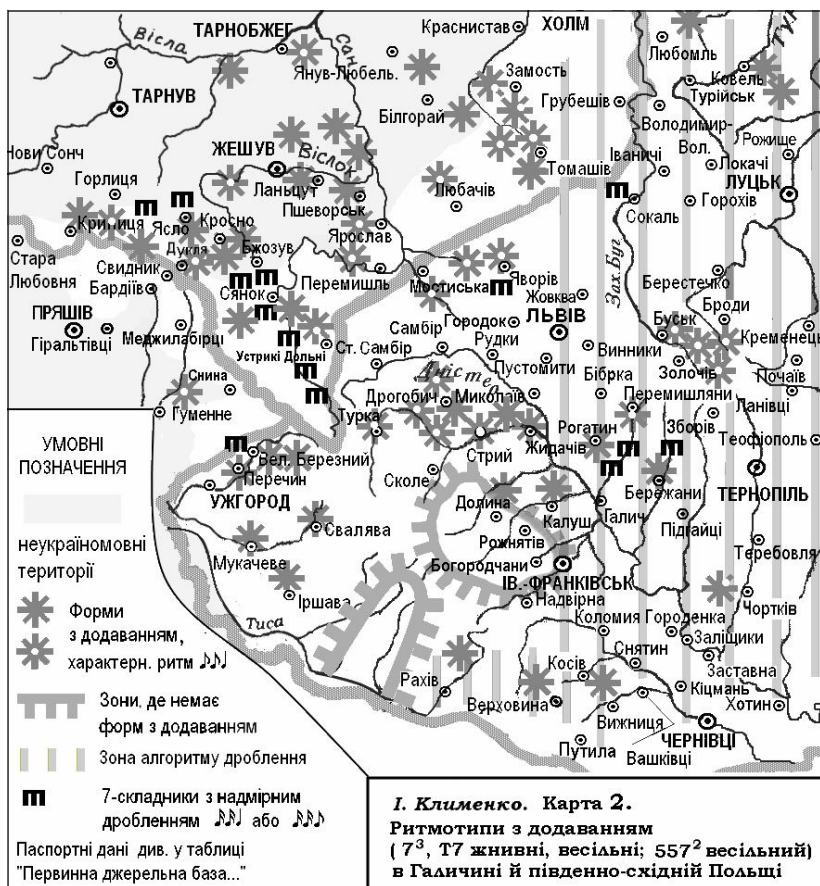 Краснистав
ХОЛМ
ТАРНОБЖЕГ
Вісла
Сан
Янув-Любель.
Замость
Любомль
Ковель
Турійськ
ТАРНУВ
Білгорай
Грубешів
Володимир-
Вол.
Рожище
Нови Сонч
ЖЕШУВ
Віслок
Томашів
Іваничі
Локачі
ЛУЦЬК
Горлиця
Ланьцут
Пшеворськ
Любачів
Сокаль
Горохів
Криниця
Ясло
Кросно
Ярослав
Дукля
Бжозув
Стара
Любовня
Свидник
Бардіїв
Перемишль
Мостиська
Яворів
Зах.Буг
Берестечко
Сянок
Жовква
Броди
ПРЯШІВ
Гіральтівці
Меджилабірці
Городок
ЛЬВІВ
Буськ
Кременець
Устрикі Дольні
Ст. Самбір
Самбір
Рудки
Винники
Золочів
Почаїв
Снина
Дністер
Пустомити
Бібрка
Перемишляни
Гуменне
Турка
Дрогобич
Миколаїв
Рогатин
Зборів
Ланівці
Теофіополь
Вел. Березний
Стрий
Жидачів
Перечин
Сколе
Бережани
ТЕРНОПІЛЬ
УЖГОРОД
Долина
Калуш
Галич
Підгайці
Свалява
Рожнятів
Мукачеве
Богородчани
Теребовля
ІВ.-ФРАНКІВСЬК
Іршава
Надвірна
Чортків
Тиса
Коломия
Городенка
Заліщики
Снятин
Заставна
Рахів
Косів
Кіцмань
Хотин
Верховина
Вижниця
ЧЕРНІВЦІ
Путила
Вашківці
УМОВНІ
ПОЗНАЧЕННЯ
неукраїномовні
території
Форми
з додаванням,
характерн. ритм ♪♪♩
Зони, де немає
форм з додаванням
Зона алгоритму дроблення
7-складники з надмірним
дробленням ♪♪♩ або ♪♪♪
Паспортні дані див. у таблиці
"Первинна джерельна база..."
І. Клименко. Карта 2.
Ритмотипи з додаванням
( 7³, Т7 жнивні, весільні; 557² весільний)
в Галичині й південно-східній Польщі